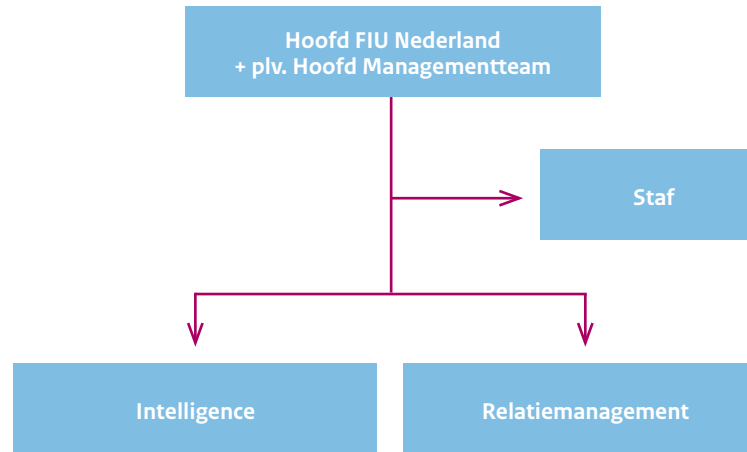 Hoofd FIU Nederland
+ plv. Hoofd Managementteam
Staf
Intelligence
Relatiemanagement